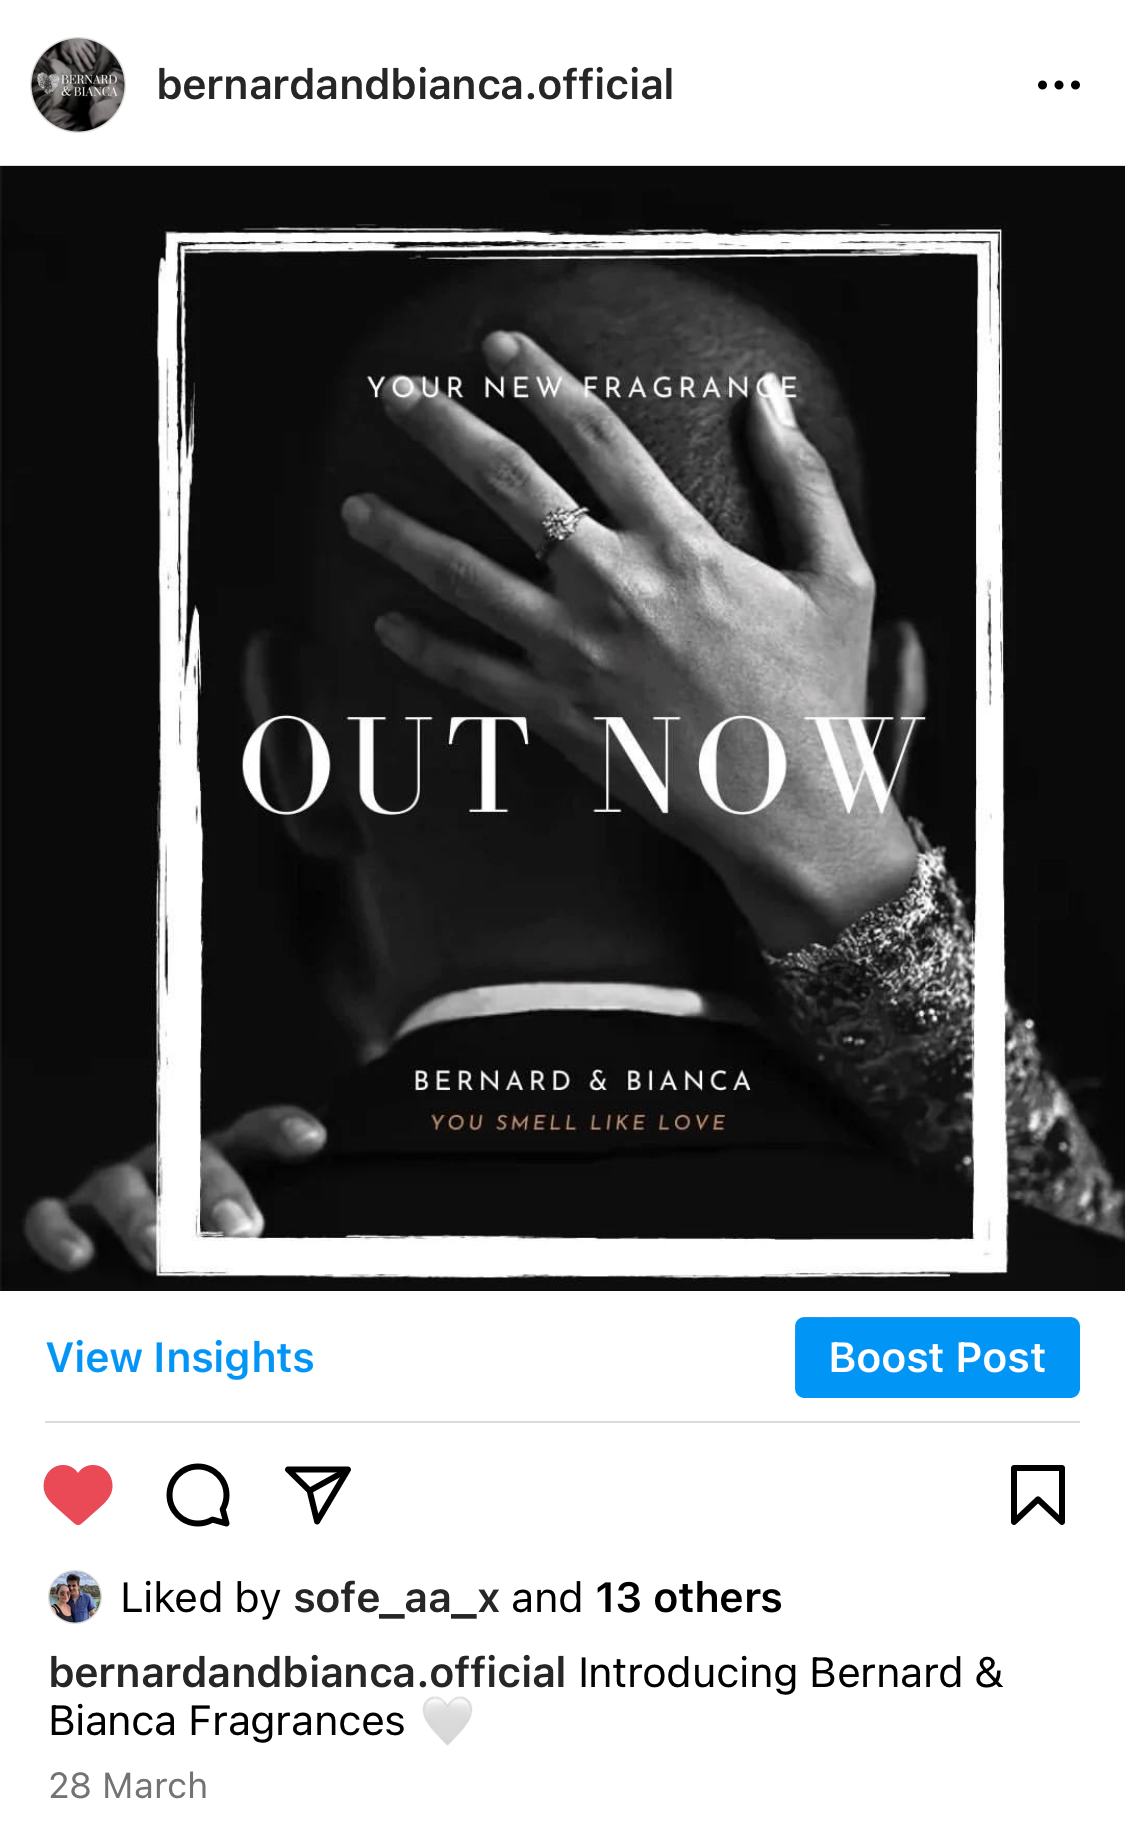 BERNARD
& BIANCA
bernardandbianca.official
YOUR NEW FRAGRANCE
OUT NOW
BERNARD & BIANCA
YOU SMELL LIKE LOVE
View Insights
Boost Post
Liked by sofe_aa_x and 13 others
bernardandbianca.official Introducing Bernard &
Bianca Fragrances 🤍
28 March